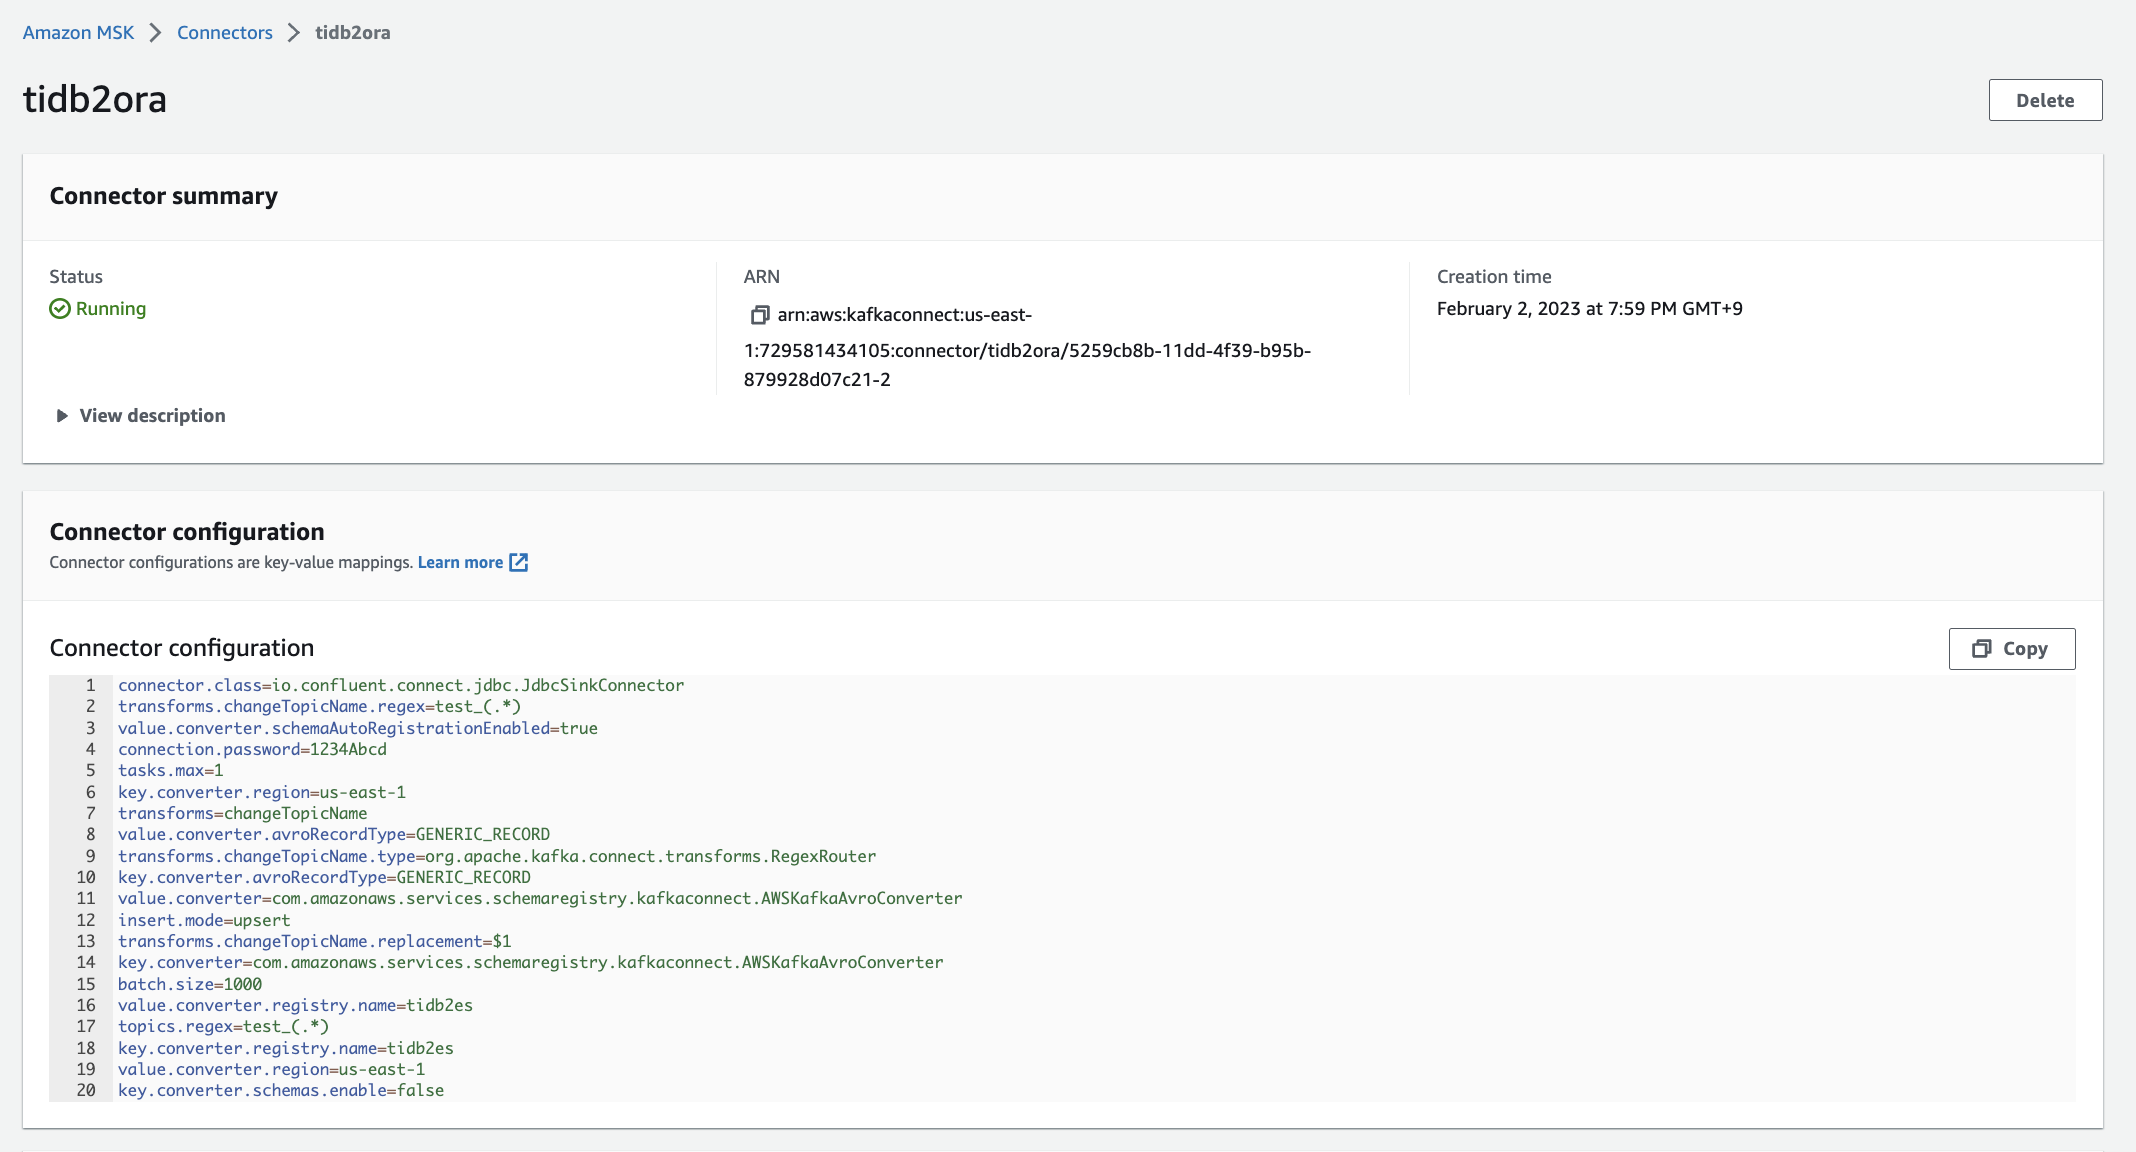 Amazon MSK > Connectors > tidb2ora
tidb2ora
Delete
Connector summary
Status
Running
ARN
arn:aws:kafkaconnect:us-east-
1:729581434105:connector/tidb2ora/5259cb8b-11dd-4f39-b95b-
879928d07c21-2
Creation time
February 2, 2023 at 7:59 PM GMT+9
View description
Connector configuration
Connector configurations are key-value mappings. Learn more
Connector configuration
Copy
1 connector.class=io.confluent.connect.jdbc.JdbcSinkConnector
2 transforms.changeTopicName.regex=test_(.*)
3 value.converter.schemaAutoRegistrationEnabled=true
4 connection.password=1234Abcd
5 tasks.max=1
6 key.converter.region=us-east-1
7 transforms=changeTopicName
8 value.converter.avroRecordType=GENERIC_RECORD
9 transforms.changeTopicName.type=org.apache.kafka.connect.transforms.RegexRouter
10 key.converter.avroRecordType=GENERIC_RECORD
11 value.converter=com.amazonaws.services.schemaregistry.kafkaconnect.AWSKafkaAvroConverter
12 insert.mode=upsert
13 transforms.changeTopicName.replacement=$1
14 key.converter=com.amazonaws.services.schemaregistry.kafkaconnect.AWSKafkaAvroConverter
15 batch.size=1000
16 value.converter.registry.name=tidb2es
17 topics.regex=test_(.*)
18 key.converter.registry.name=tidb2es
19 value.converter.region=us-east-1
20 key.converter.schemas.enable=false